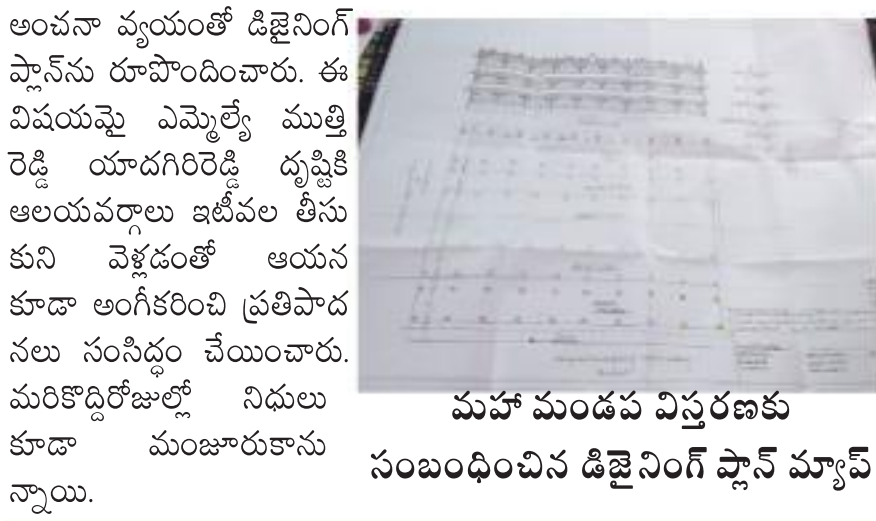 అంచనా వ్యయంతో డిజైనింగ్
ప్లాన్‌ను రూపొందించారు. ఈ
విషయమై ఎమ్మెల్యే ముత్తి
రెడ్డి యాదగిరిరెడ్డి దృష్టికి
ఆలయవర్గాలు ఇటీవల తీసు
కుని వెళ్లడంతో ఆయన
కూడా అంగీకరించి ప్రతిపాద
నలు సంసిద్ధం చేయించారు.
మరికొద్దిరోజుల్లో నిధులు
కూడా మంజూరుకాను
న్నాయి.
మహా మండప విస్తరణకు
సంబంధించిన డిజైనింగ్ ప్లాన్ మ్యాప్